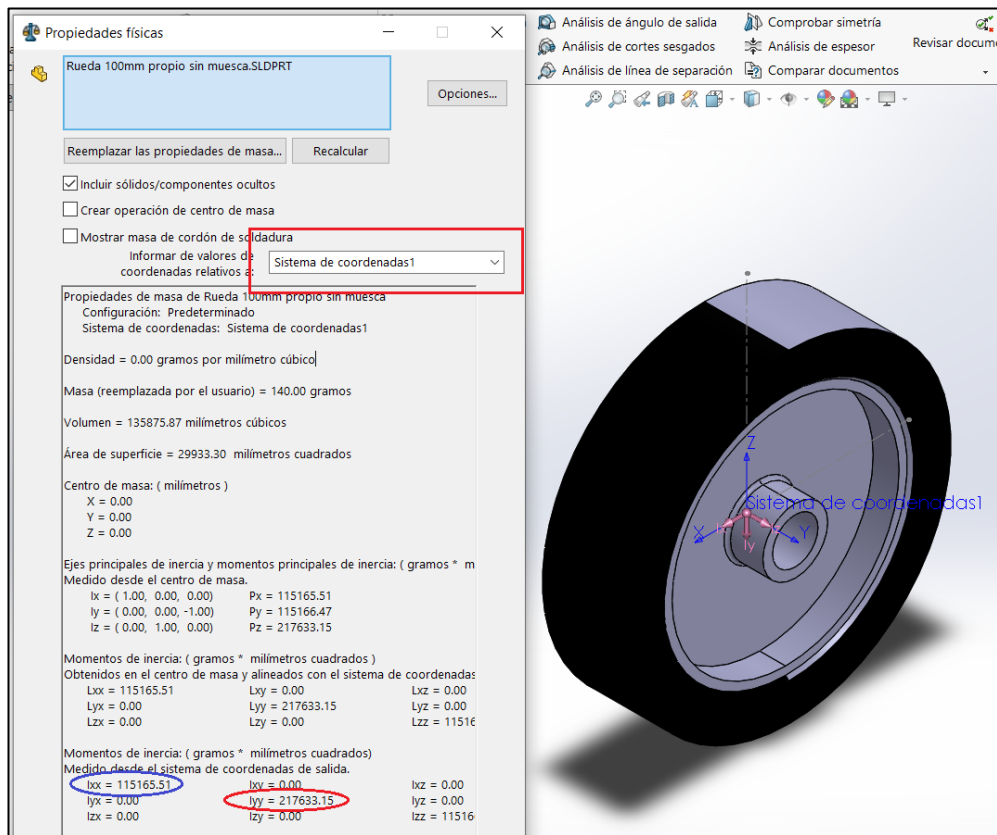 Propiedades físicas
Rueda 100mm propio sin muesca.SLDPRT
Opciones...
Reemplazar las propiedades de masa...    Recalcular
Incluir sólidos/componentes ocultos
Crear operación de centro de masa
Mostrar masa de cordón de soldadura
Informar de valores de
coordenadas relativos a:    Sistema de coordenadas1
Propiedades de masa de Rueda 100mm propio sin muesca
Configuración: Predeterminado
Sistema de coordenadas: Sistema de coordenadas1
Densidad = 0.00 gramos por milímetro cúbico
Masa (reemplazada por el usuario) = 140.00 gramos
Volumen = 135875.87 milímetros cúbicos
Área de superficie = 29933.30 milímetros cuadrados
Centro de masa: ( milímetros )
X = 0.00
Y = 0.00
Z = 0.00
Ejes principales de inercia y momentos principales de inercia: ( gramos * m
Medido desde el centro de masa.
Ix = ( 1.00, 0.00, 0.00)    Px = 115165.51
Iy = ( 0.00, 0.00, -1.00)    Py = 115166.47
Iz = ( 0.00, 1.00, 0.00)    Pz = 217633.15
Momentos de inercia: ( gramos * milímetros cuadrados )
Obtenidos en el centro de masa y alineados con el sistema de coordenadas
Lxx = 115165.51    Lxy = 0.00    Lxz = 0.00
Lyx = 0.00    Lyy = 217633.15    Lyz = 0.00
Lzx = 0.00    Lzy = 0.00    Lzz = 11516
Momentos de inercia: ( gramos * milímetros cuadrados)
Medido desde el sistema de coordenadas de salida.
Ixx = 115165.51    Ixy = 0.00    Ixz = 0.00
Iyx = 0.00    Iyy = 217633.15    Iyz = 0.00
Izx = 0.00    Izy = 0.00    Izz = 11516
Análisis de ángulo de salida    Comprobar simetría
Análisis de cortes sesgados    Análisis de espesor    Revisar docume
Análisis de línea de separación    Comparar documentos
Z
Sistema de coordenadas1
X    Y
Iy